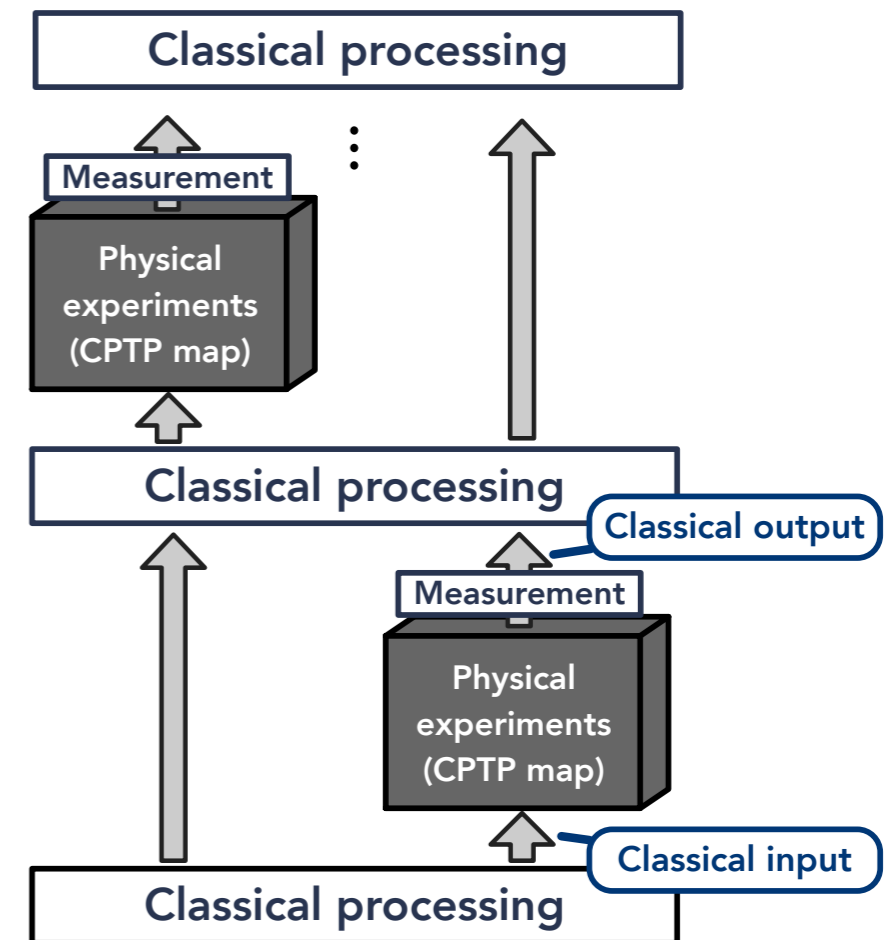 Classical processing
Measurement
Physical
experiments
(CPTP map)
Classical processing
Classical output
Measurement
Physical
experiments
(CPTP map)
Classical input
Classical processing